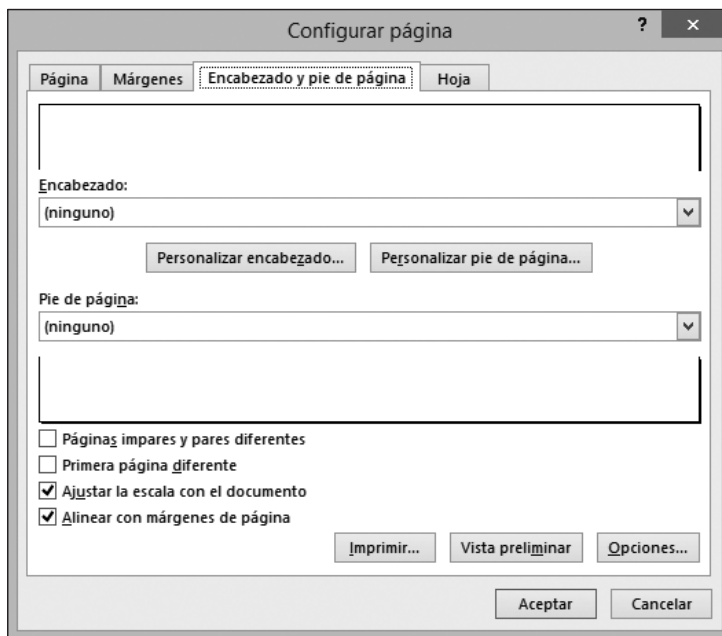 Configurar página
? ×
Página Márgenes Encabezado y pie de página Hoja
Encabezado:
(ninguno)
Personalizar encabezado... Personalizar pie de página...
Pie de página:
(ninguno)
Páginas impares y pares diferentes
Primera página diferente
Ajustar la escala con el documento
Alinear con márgenes de página
Imprimir... Vista preliminar Opciones...
Aceptar Cancelar